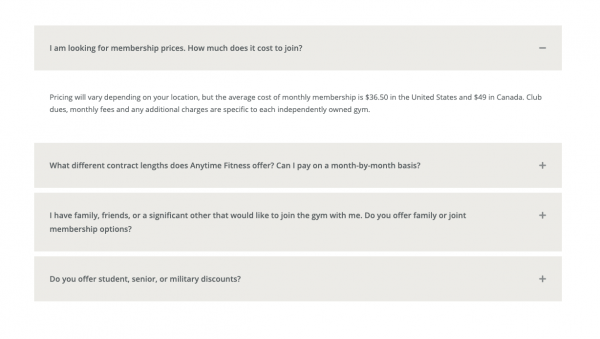 I am looking for membership prices. How much does it cost to join?
Pricing will vary depending on your location, but the average cost of monthly membership is $36.50 in the United States and $49 in Canada. Club
dues, monthly fees and any additional charges are specific to each independently owned gym.
What different contract lengths does Anytime Fitness offer? Can I pay on a month-by-month basis?
I have family, friends, or a significant other that would like to join the gym with me. Do you offer family or joint
membership options?
Do you offer student, senior, or military discounts?